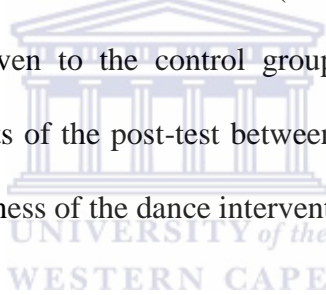 ven to the control group
s of the post-test between
ness of the dance intervent
UNIVERSITY of the
WESTERN CAPE